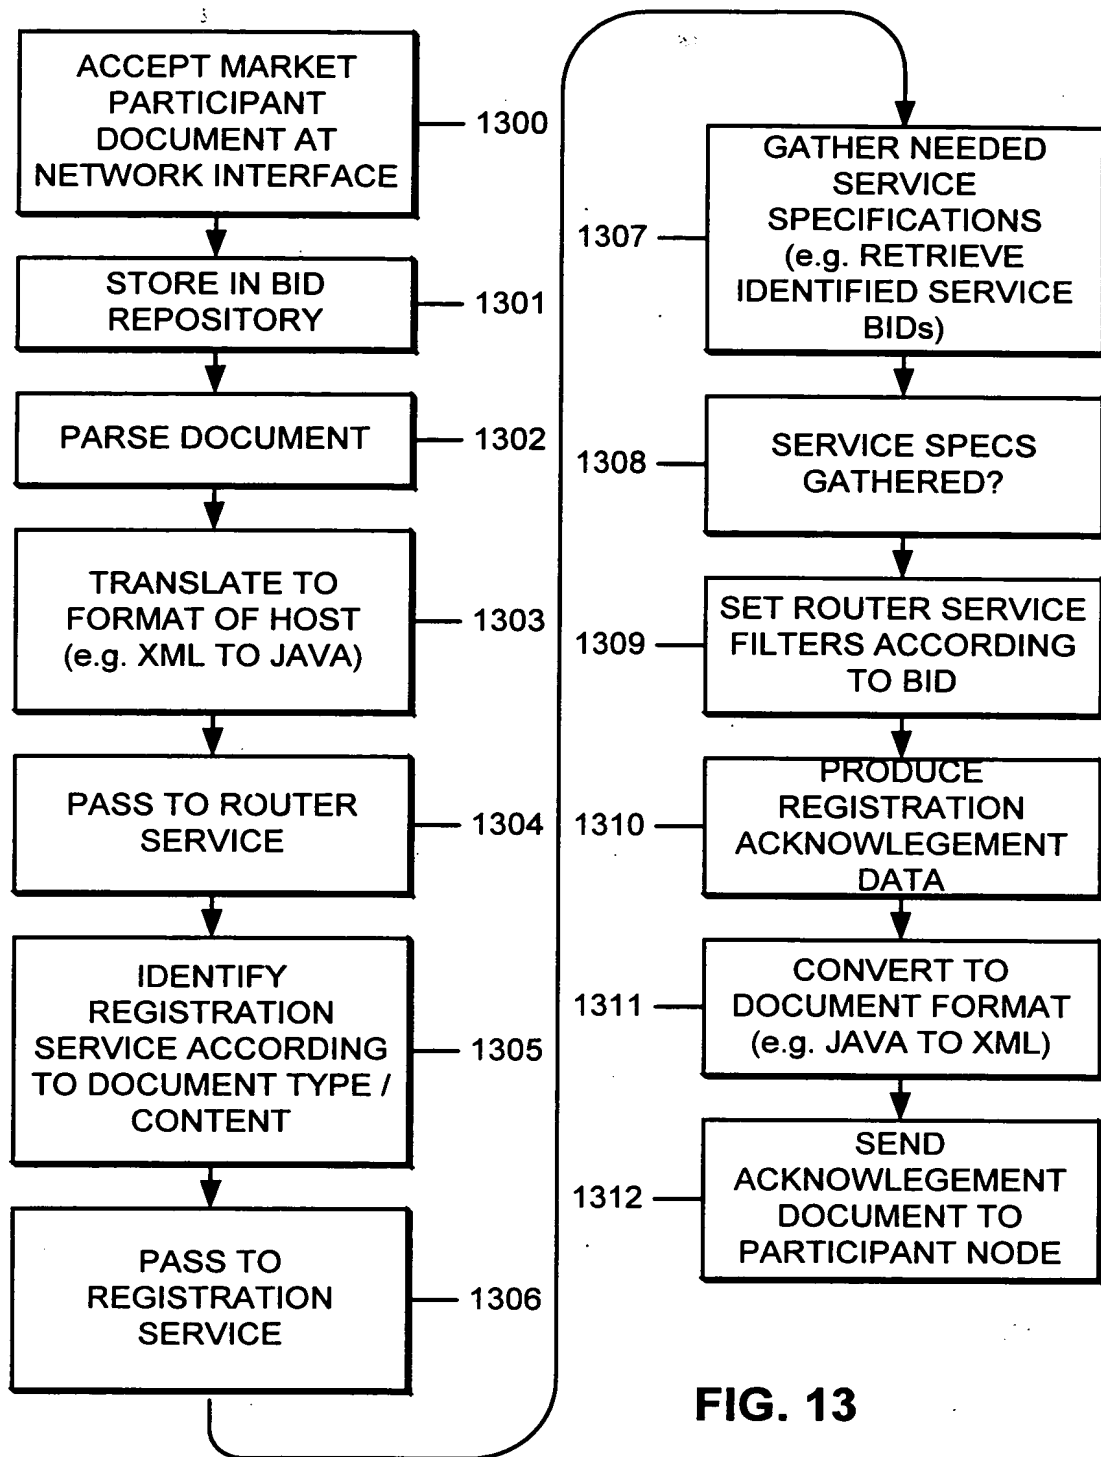 ACCEPT MARKET
PARTICIPANT
DOCUMENT AT
NETWORK INTERFACE
1300
STORE IN BID
REPOSITORY
1301
PARSE DOCUMENT
1302
TRANSLATE TO
FORMAT OF HOST
(e.g. XML TO JAVA)
1303
PASS TO ROUTER
SERVICE
1304
IDENTIFY
REGISTRATION
SERVICE ACCORDING
TO DOCUMENT TYPE /
CONTENT
1305
PASS TO
REGISTRATION
SERVICE
1306
GATHER NEEDED
SERVICE
SPECIFICATIONS
(e.g. RETRIEVE
IDENTIFIED SERVICE
BIDs)
1307
SERVICE SPECS
GATHERED?
1308
SET ROUTER SERVICE
FILTERS ACCORDING
TO BID
1309
PRODUCE
REGISTRATION
ACKNOWLEGEMENT
DATA
1310
CONVERT TO
DOCUMENT FORMAT
(e.g. JAVA TO XML)
1311
SEND
ACKNOWLEGEMENT
DOCUMENT TO
PARTICIPANT NODE
1312
FIG. 13